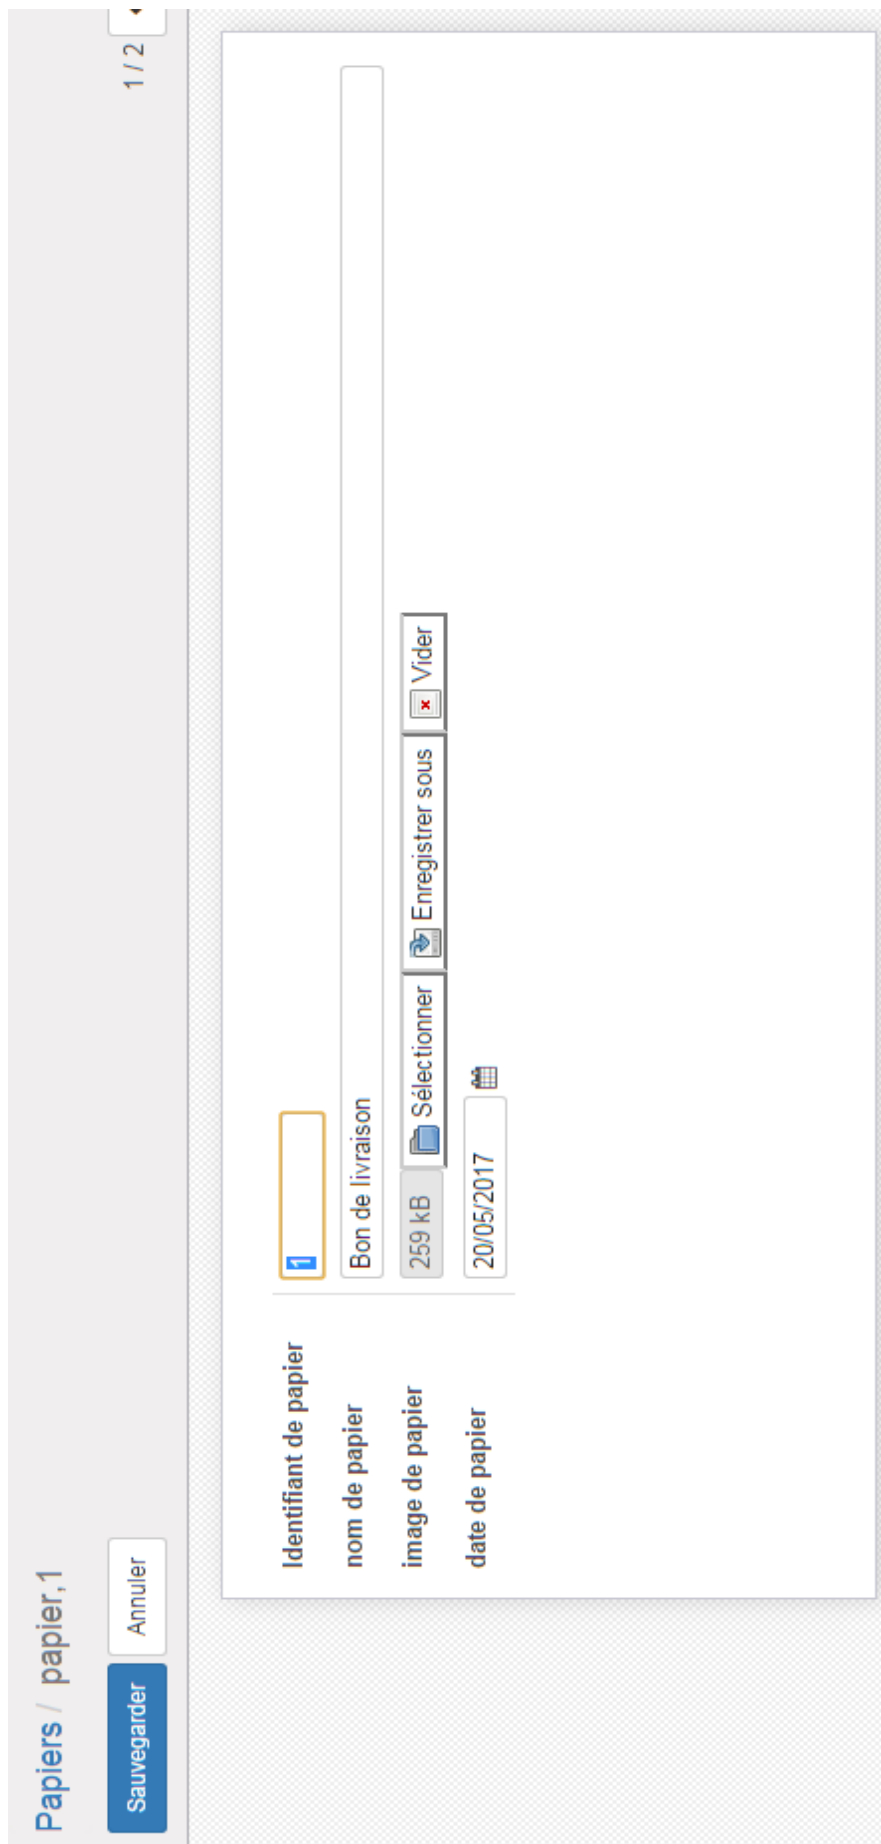 Papiers / papier,1
Sauvegarder Annuler 1 / 2
Identifiant de papier 1
nom de papier Bon de livraison
image de papier 259 kB Sélectionner Enregistrer sous Vider
date de papier 20/05/2017